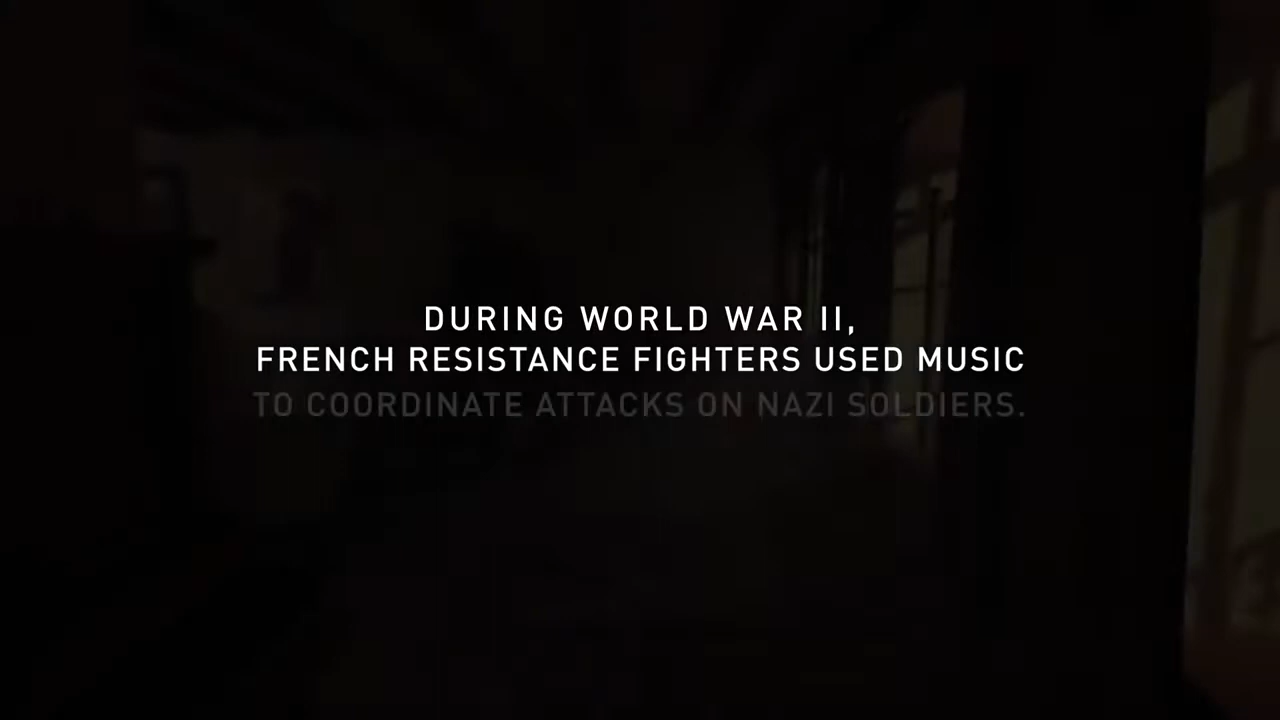 DURING WORLD WAR II,
FRENCH RESISTANCE FIGHTERS USED MUSIC
TO COORDINATE ATTACKS ON NAZI SOLDIERS.